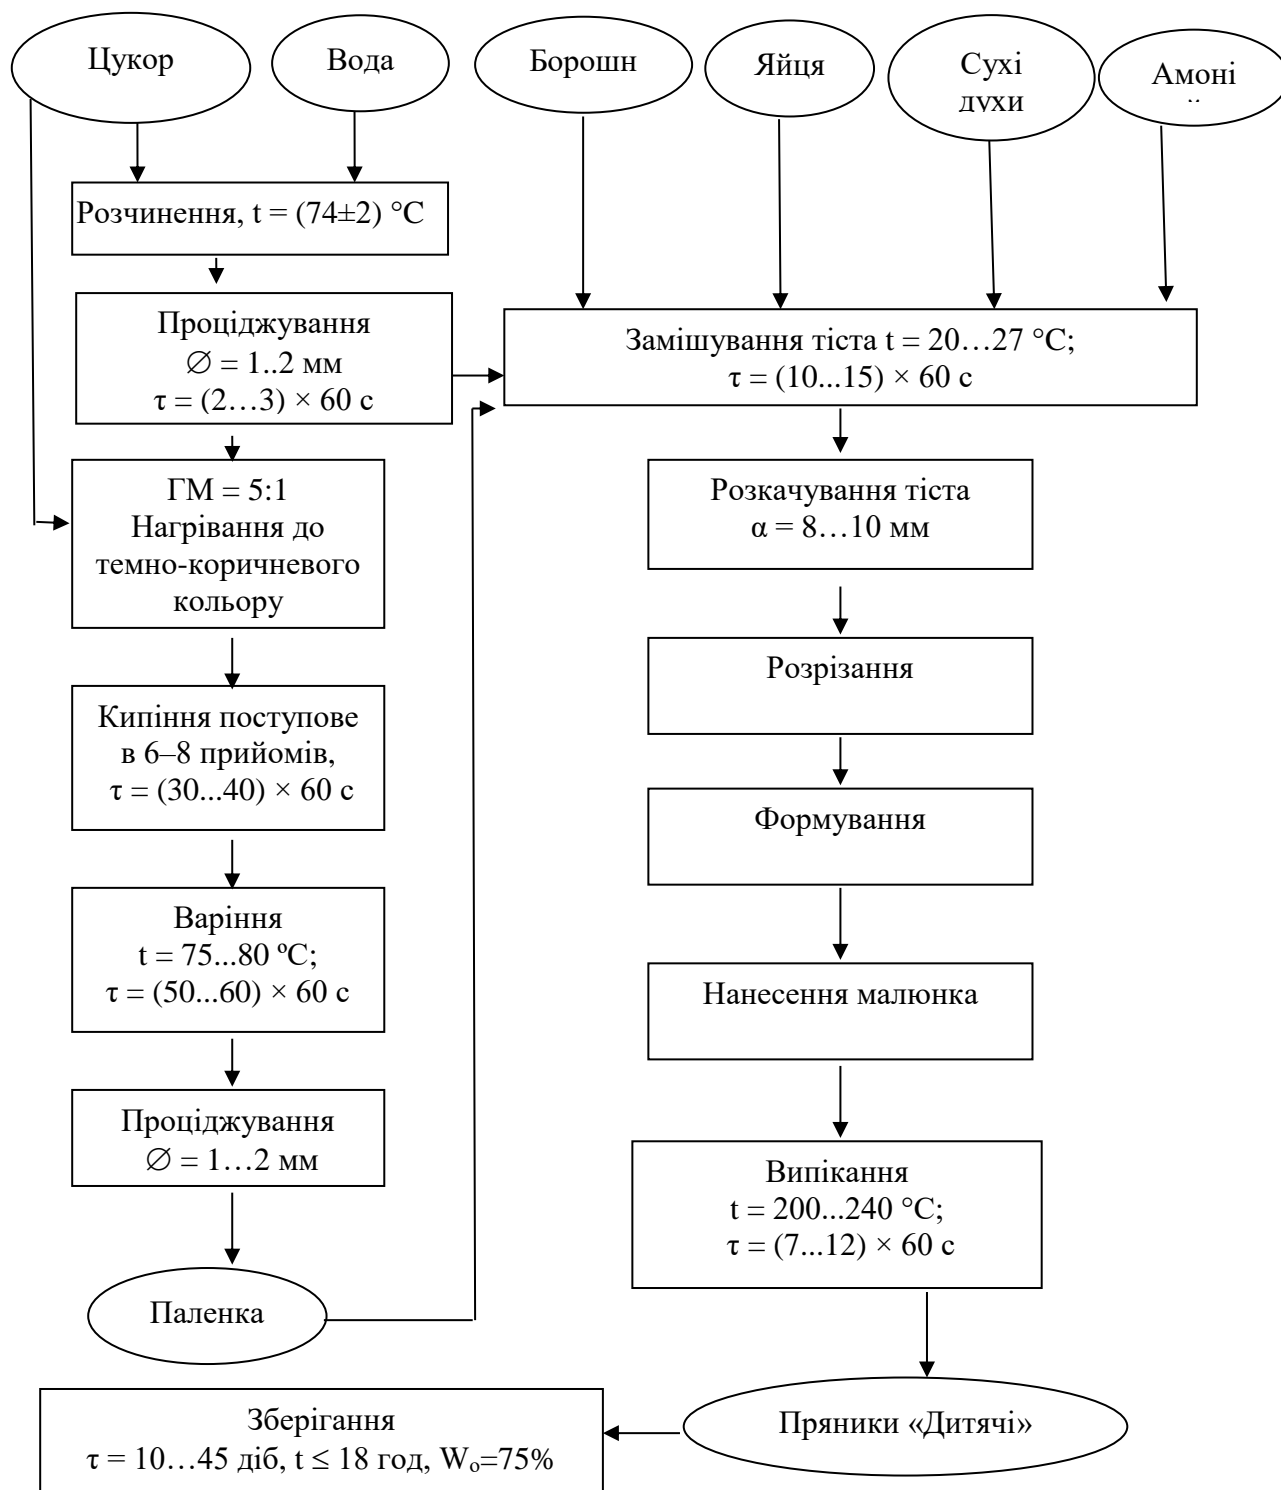 Цукор
Вода
Борошн
Яйця
Сухі
духи
Амоні
Розчинення, t = (74±2) °C
Проціджування
∅ = 1..2 мм
τ = (2…3) × 60 с
Замішування тіста t = 20…27 °C;
τ = (10...15) × 60 с
ГМ = 5:1
Нагрівання до
темно-коричневого
кольору
Розкачування тіста
α = 8…10 мм
Розрізання
Кипіння поступове
в 6–8 прийомів,
τ = (30...40) × 60 с
Формування
Варіння
t = 75...80 ºC;
τ = (50...60) × 60 с
Нанесення малюнка
Проціджування
∅ = 1…2 мм
Випікання
t = 200...240 °C;
τ = (7...12) × 60 с
Паленка
Пряники «Дитячі»
Зберігання
τ = 10…45 діб, t ≤ 18 год, Wₒ=75%